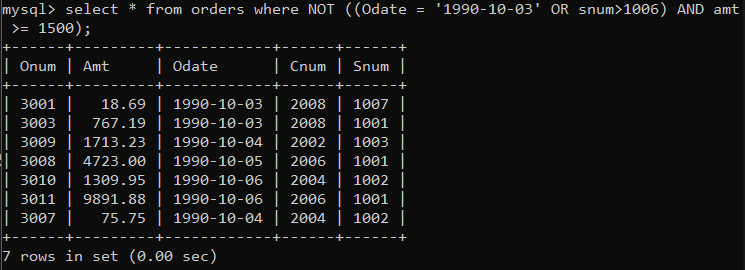 mysql> select * from orders where NOT ((Odate = '1990-10-03' OR snum>1006) AND amt
 >= 1500);
+------+---------+------------+------+------+
| Onum | Amt     | Odate      | Cnum | Snum |
+------+---------+------------+------+------+
| 3001 |   18.69 | 1990-10-03 | 2008 | 1007 |
| 3003 |  767.19 | 1990-10-03 | 2008 | 1001 |
| 3009 | 1713.23 | 1990-10-04 | 2002 | 1003 |
| 3008 | 4723.00 | 1990-10-05 | 2006 | 1001 |
| 3010 | 1309.95 | 1990-10-06 | 2004 | 1002 |
| 3011 | 9891.88 | 1990-10-06 | 2006 | 1001 |
| 3007 |   75.75 | 1990-10-04 | 2004 | 1002 |
+------+---------+------------+------+------+
7 rows in set (0.00 sec)